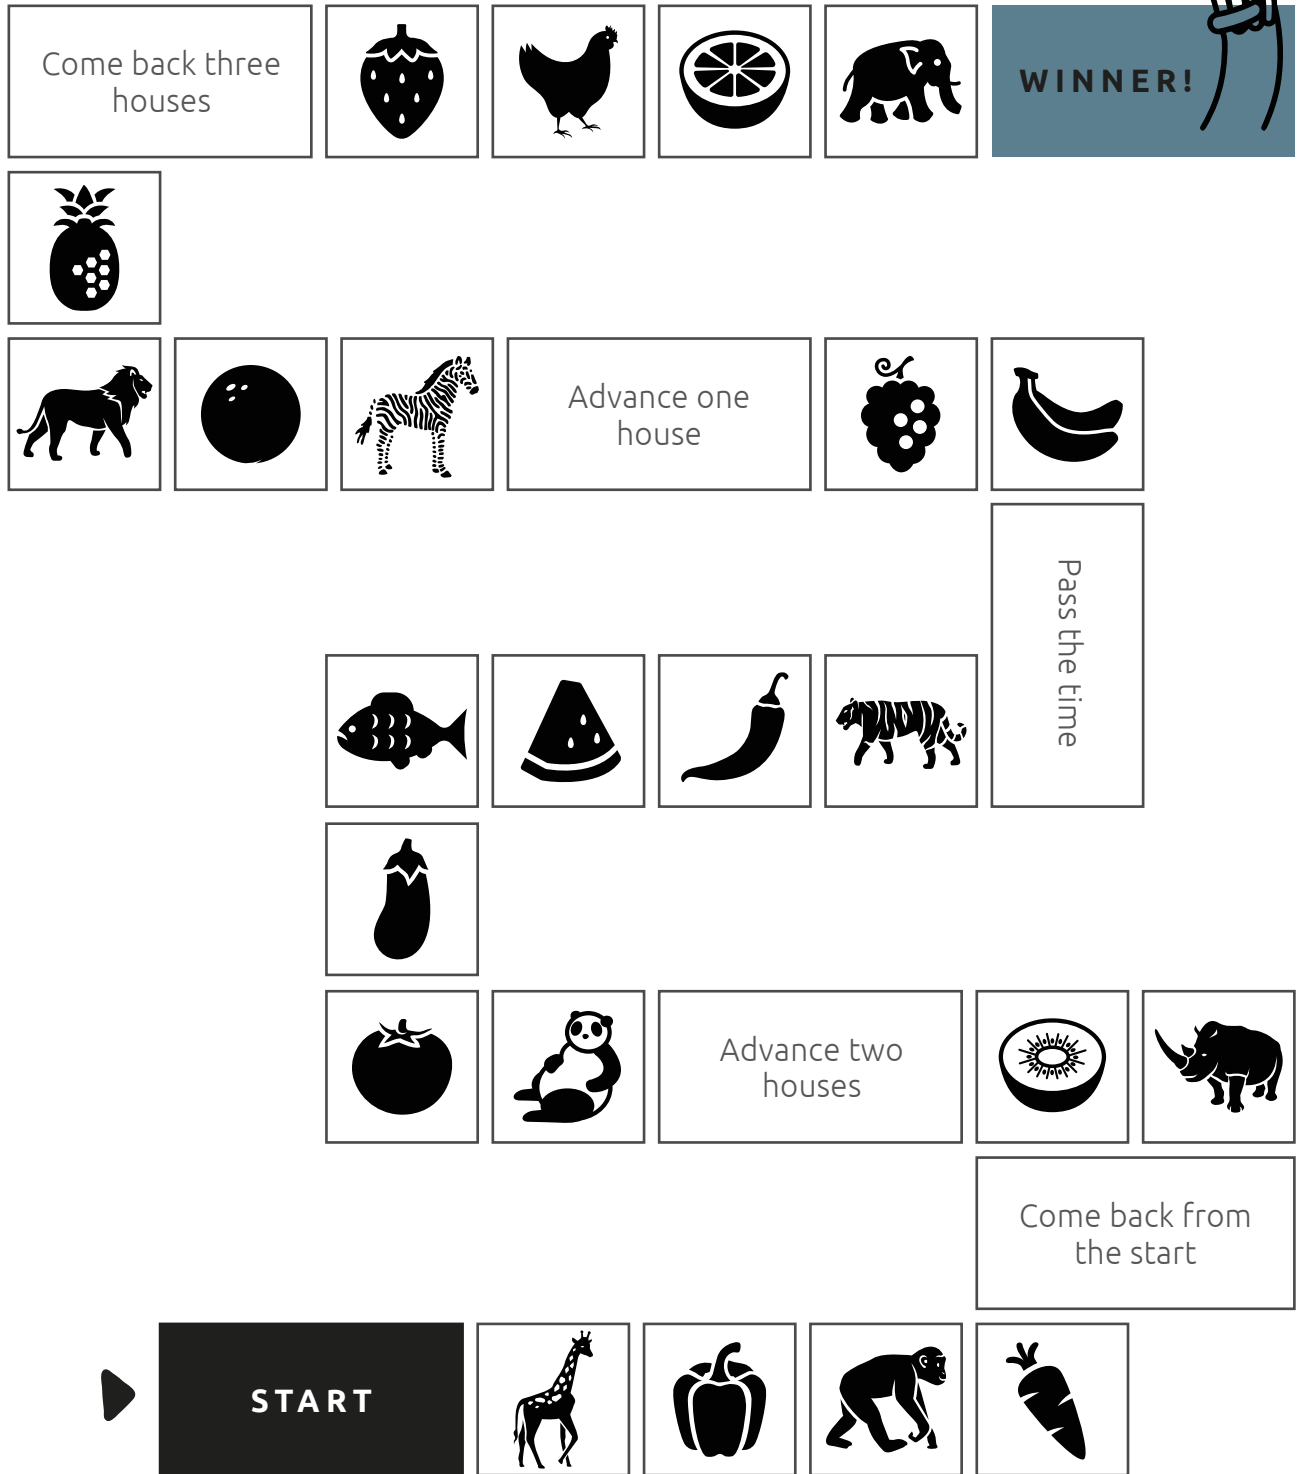 Come back three
houses
WINNER!
Advance one
house
Pass the time
Advance two
houses
Come back from
the start
START